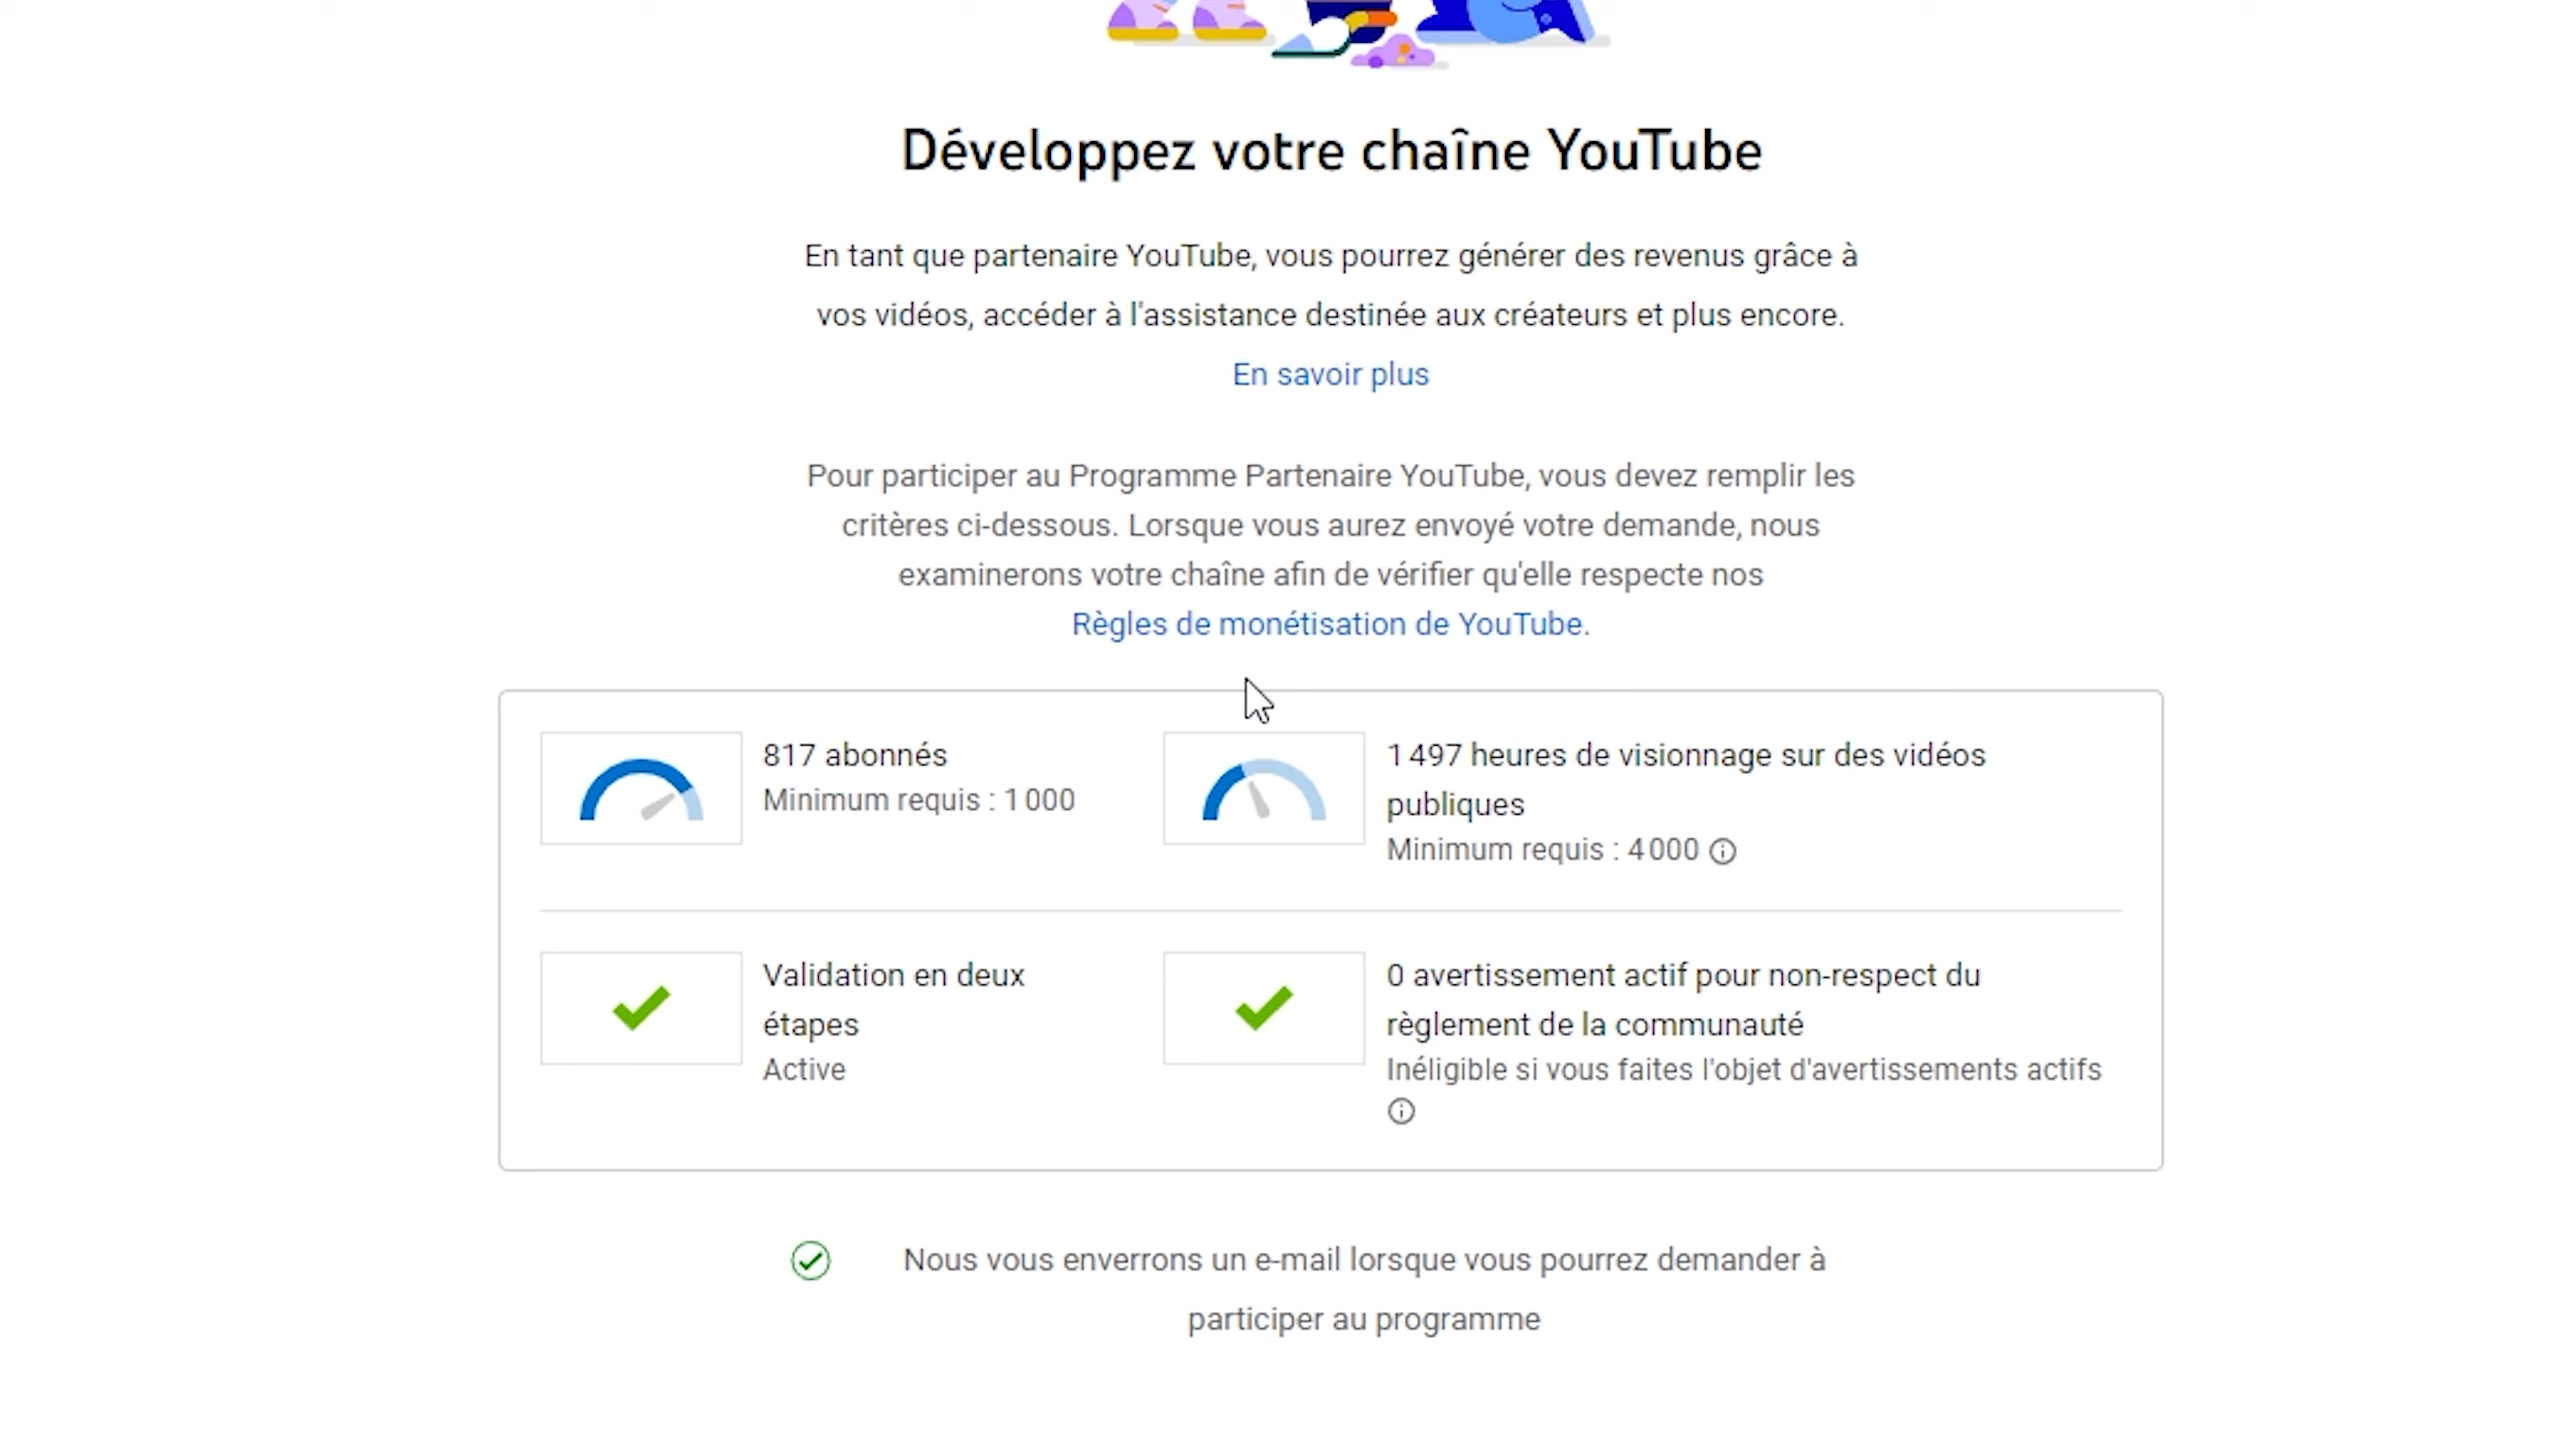 Développez votre chaîne YouTube
En tant que partenaire YouTube, vous pourrez générer des revenus grâce à
vos vidéos, accéder à l'assistance destinée aux créateurs et plus encore.
En savoir plus
Pour participer au Programme Partenaire YouTube, vous devez remplir les
critères ci-dessous. Lorsque vous aurez envoyé votre demande, nous
examinerons votre chaîne afin de vérifier qu'elle respecte nos
Règles de monétisation de YouTube.
817 abonnés
Minimum requis : 1 000
1 497 heures de visionnage sur des vidéos
publiques
Minimum requis : 4 000
Validation en deux
étapes
Active
0 avertissement actif pour non-respect du
règlement de la communauté
Inéligible si vous faites l'objet d'avertissements actifs
Nous vous enverrons un e-mail lorsque vous pourrez demander à
participer au programme